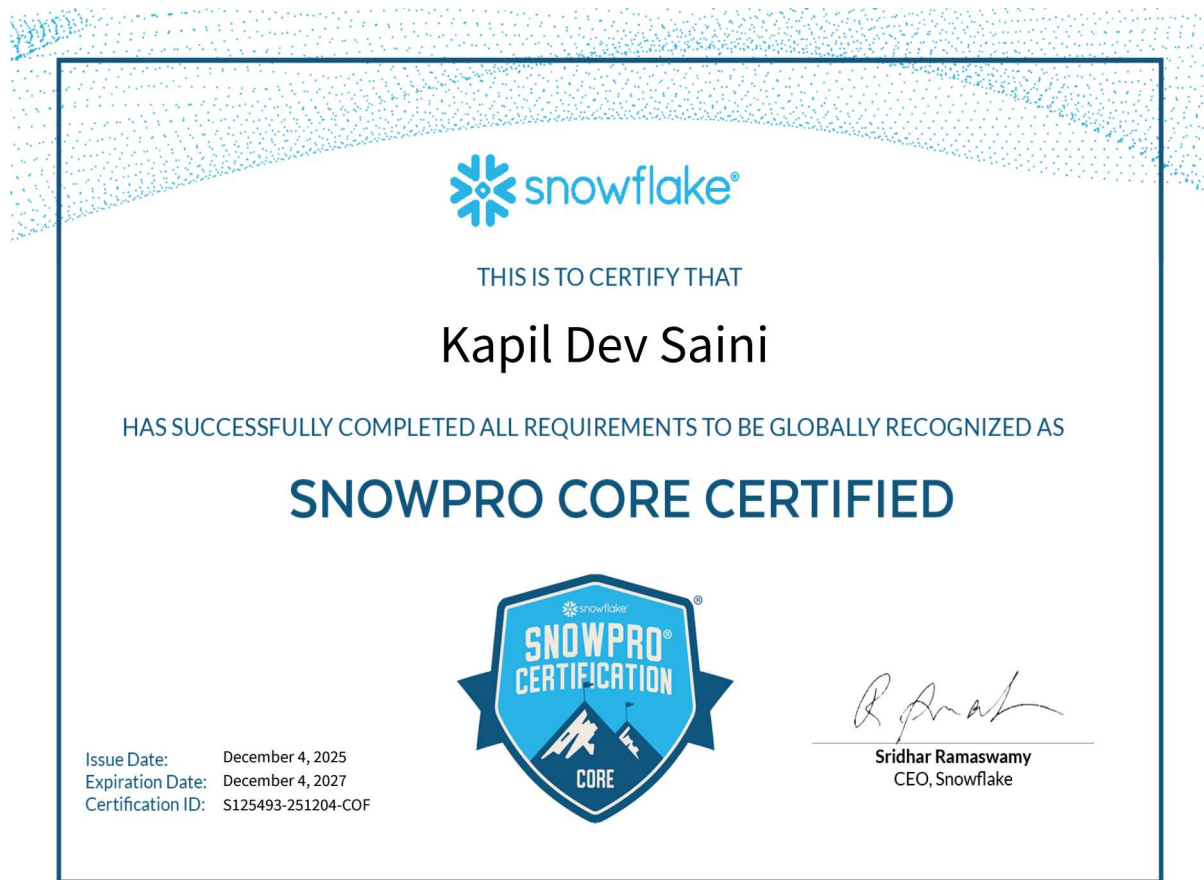 snowflake®
THIS IS TO CERTIFY THAT
Kapil Dev Saini
HAS SUCCESSFULLY COMPLETED ALL REQUIREMENTS TO BE GLOBALLY RECOGNIZED AS
SNOWPRO CORE CERTIFIED
snowflake®
SNOWPRO®
CERTIFICATION
CORE
®
Issue Date: December 4, 2025
Expiration Date: December 4, 2027
Certification ID: S125493-251204-COF
Sridhar Ramaswamy
CEO, Snowflake